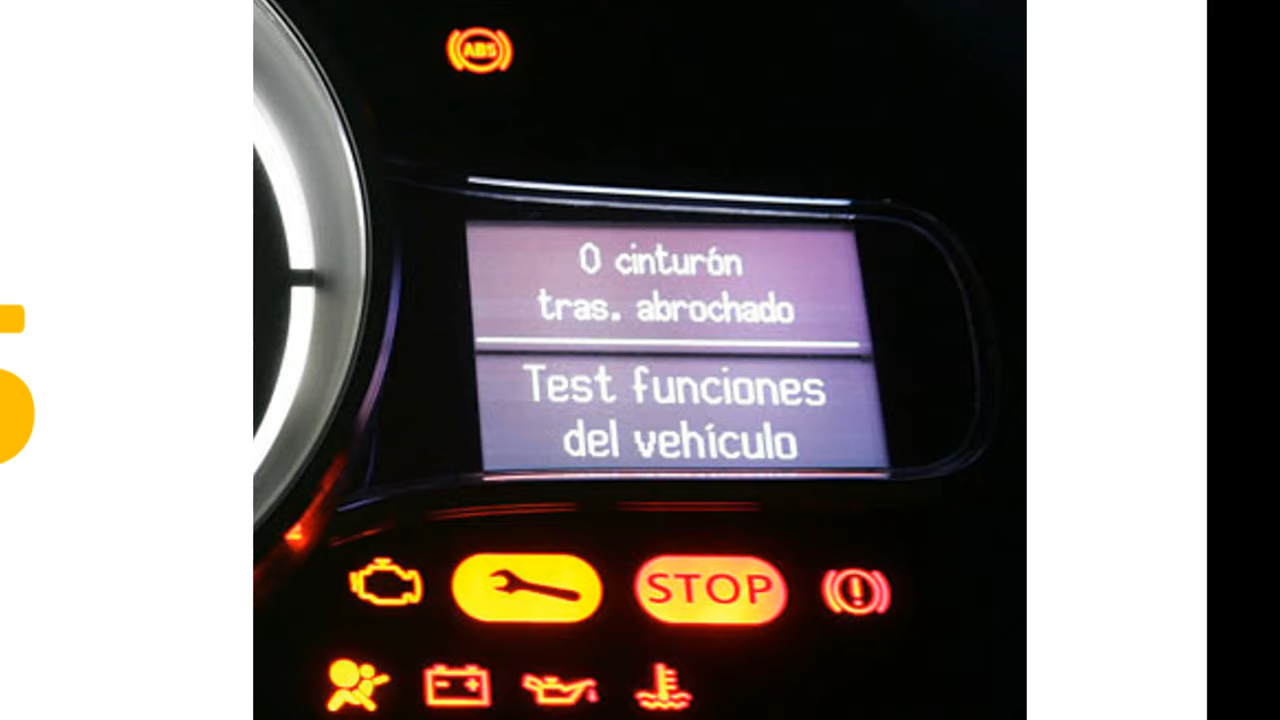 ABS
0 cinturón
tras. abrochado
Test funciones
del vehículo
STOP